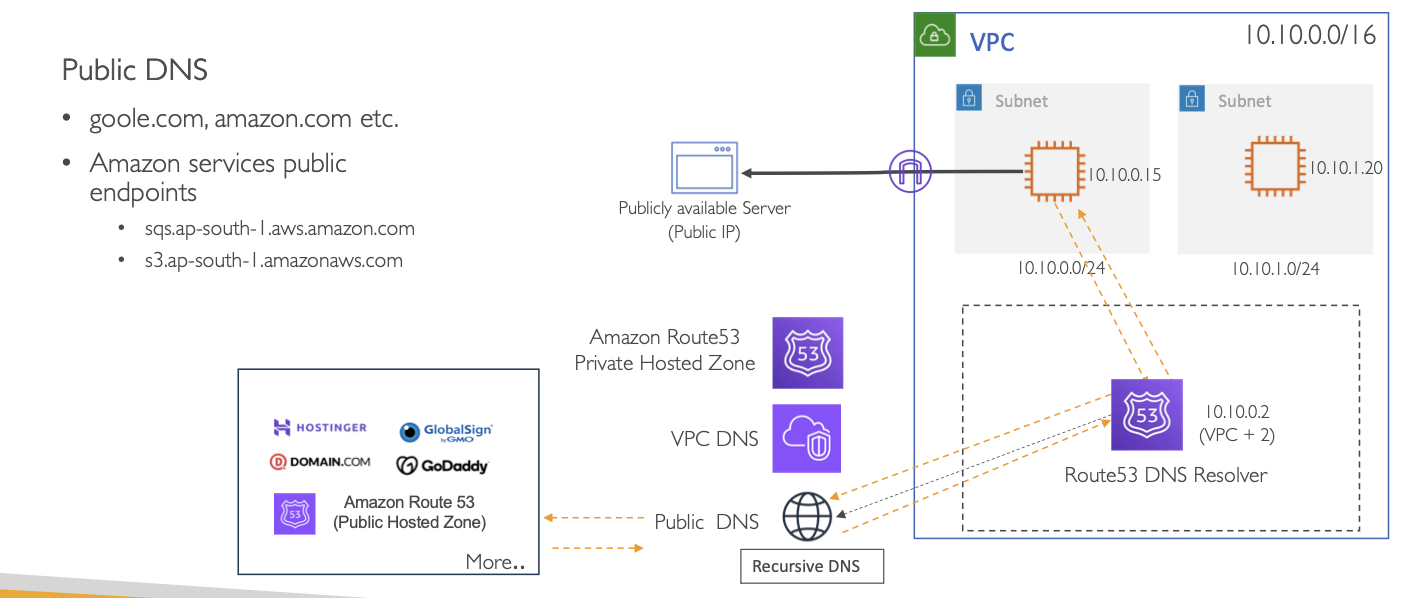 Public DNS
• goole.com, amazon.com etc.
• Amazon services public
endpoints
• sqs.ap-south-1.aws.amazon.com
• s3.ap-south-1.amazonaws.com
VPC
10.10.0.0/16
Subnet
Subnet
10.10.0.15
10.10.1.20
10.10.0.0/24
10.10.1.0/24
Publicly available Server
(Public IP)
Amazon Route53
Private Hosted Zone
53
VPC DNS
Public DNS
Recursive DNS
53
10.10.0.2
(VPC + 2)
Route53 DNS Resolver
HOSTINGER
GlobalSign
by GMO
D DOMAIN.COM
GoDaddy
53
Amazon Route 53
(Public Hosted Zone)
More..